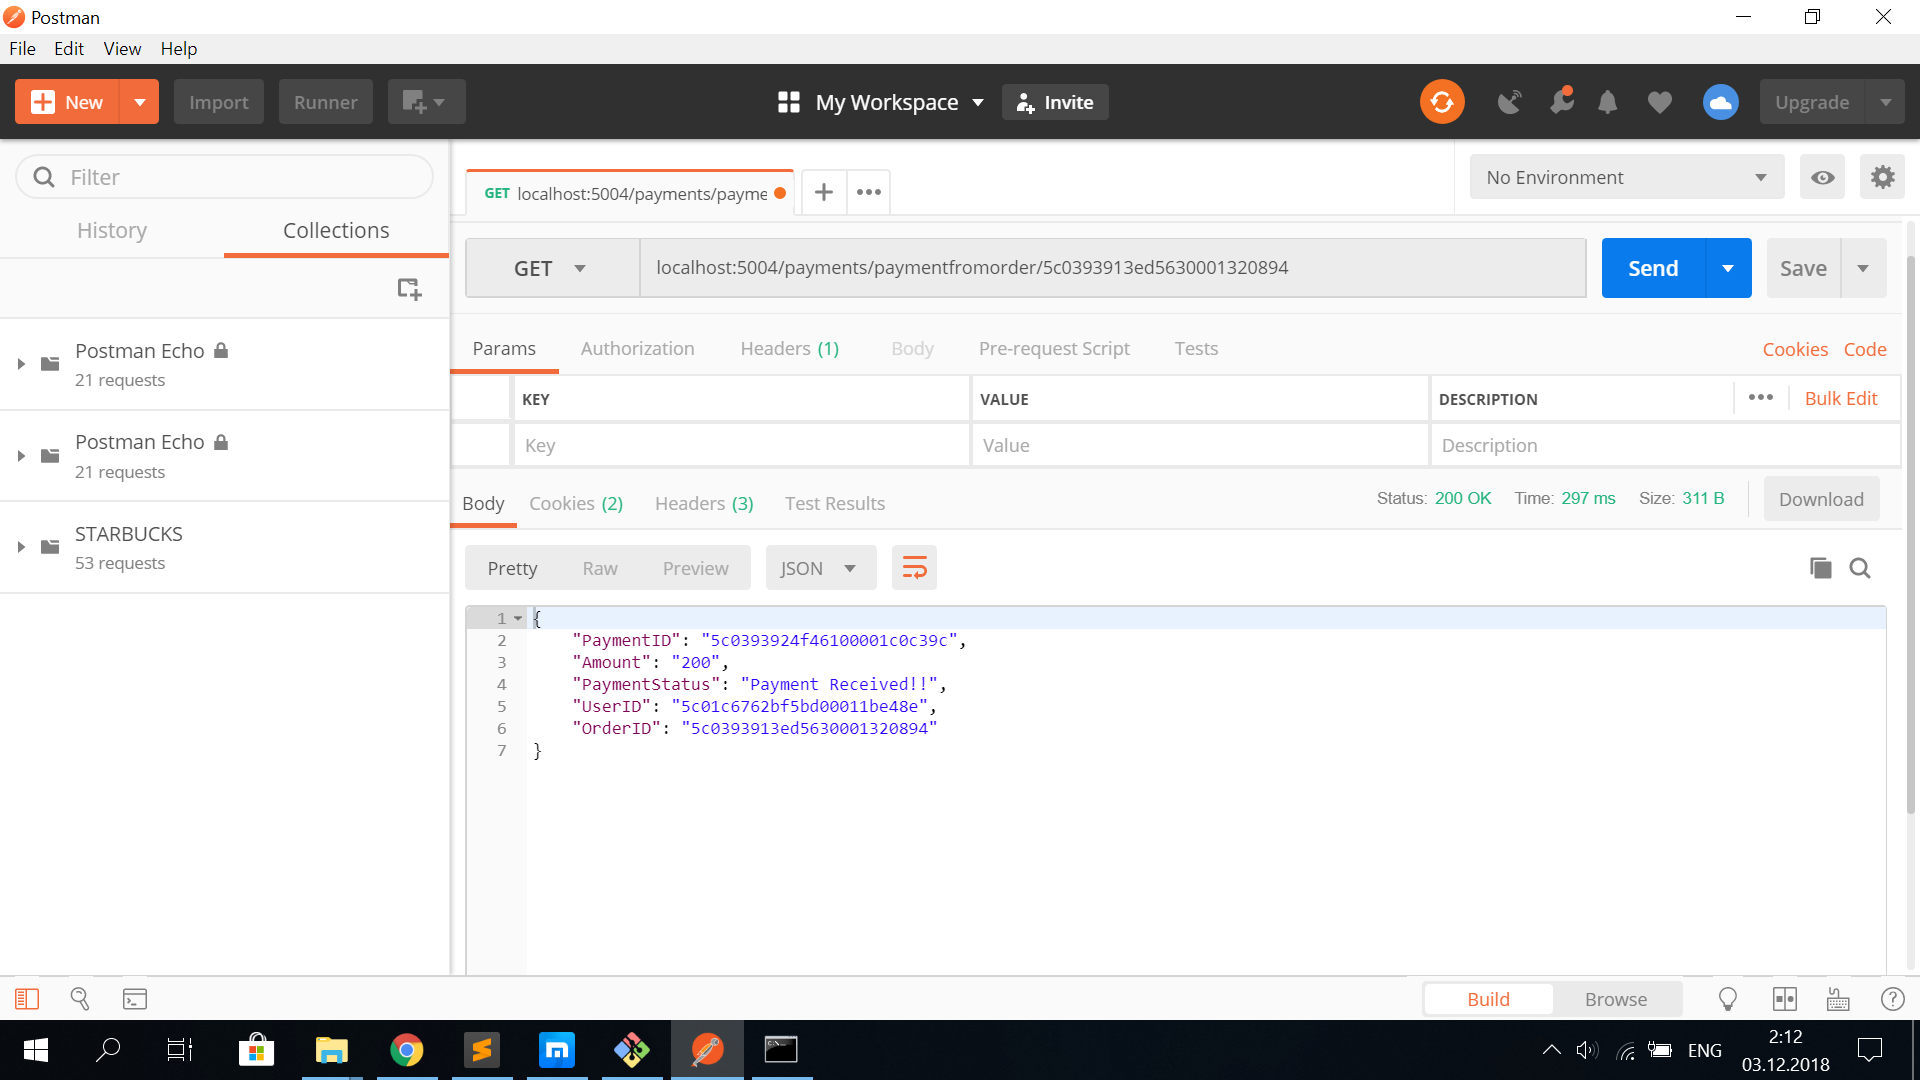 Postman
File Edit View Help
New Import Runner My Workspace Invite Upgrade
Filter
History Collections
Postman Echo
21 requests
Postman Echo
21 requests
STARBUCKS
53 requests
GET localhost:5004/payments/payme
No Environment
GET localhost:5004/payments/paymentfromorder/5c0393913ed5630001320894 Send Save
Params Authorization Headers (1) Body Pre-request Script Tests Cookies Code
KEY VALUE DESCRIPTION Bulk Edit
Key Value Description
Body Cookies (2) Headers (3) Test Results Status: 200 OK Time: 297 ms Size: 311 B Download
Pretty Raw Preview JSON
1 {
2 "PaymentID": "5c0393924f46100001c0c39c",
3 "Amount": "200",
4 "PaymentStatus": "Payment Received!!",
5 "UserID": "5c01c6762bf5bd00011be48e",
6 "OrderID": "5c0393913ed5630001320894"
7 }
Build Browse
ENG
2:12
03.12.2018